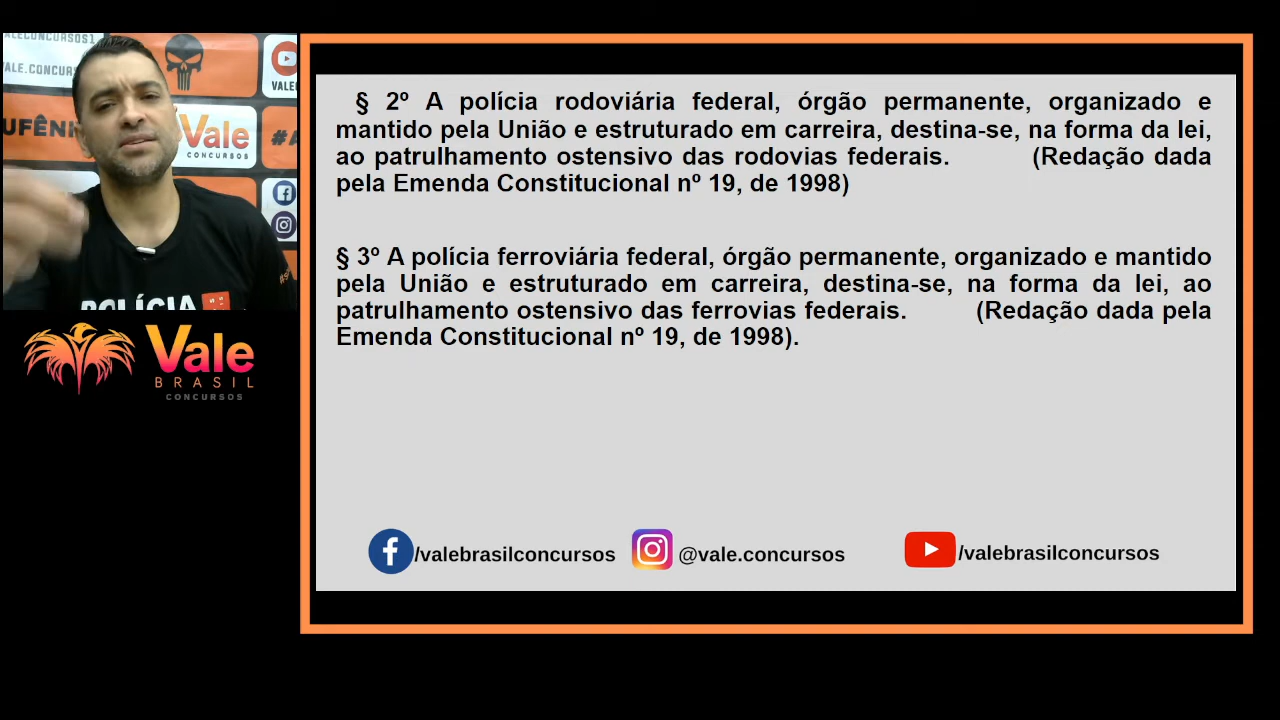 VALE.CONCURSOS1
VALE.CONCURS
VALEC
UFÊNI
Vale
CONCURSOS
#A
POLÍCIA
Vale
BRASIL
CONCURSOS
§ 2º A polícia rodoviária federal, órgão permanente, organizado e
mantido pela União e estruturado em carreira, destina-se, na forma da lei,
ao patrulhamento ostensivo das rodovias federais. (Redação dada
pela Emenda Constitucional nº 19, de 1998)
§ 3º A polícia ferroviária federal, órgão permanente, organizado e mantido
pela União e estruturado em carreira, destina-se, na forma da lei, ao
patrulhamento ostensivo das ferrovias federais. (Redação dada pela
Emenda Constitucional nº 19, de 1998).
/valebrasilconcursos
@vale.concursos
/valebrasilconcursos